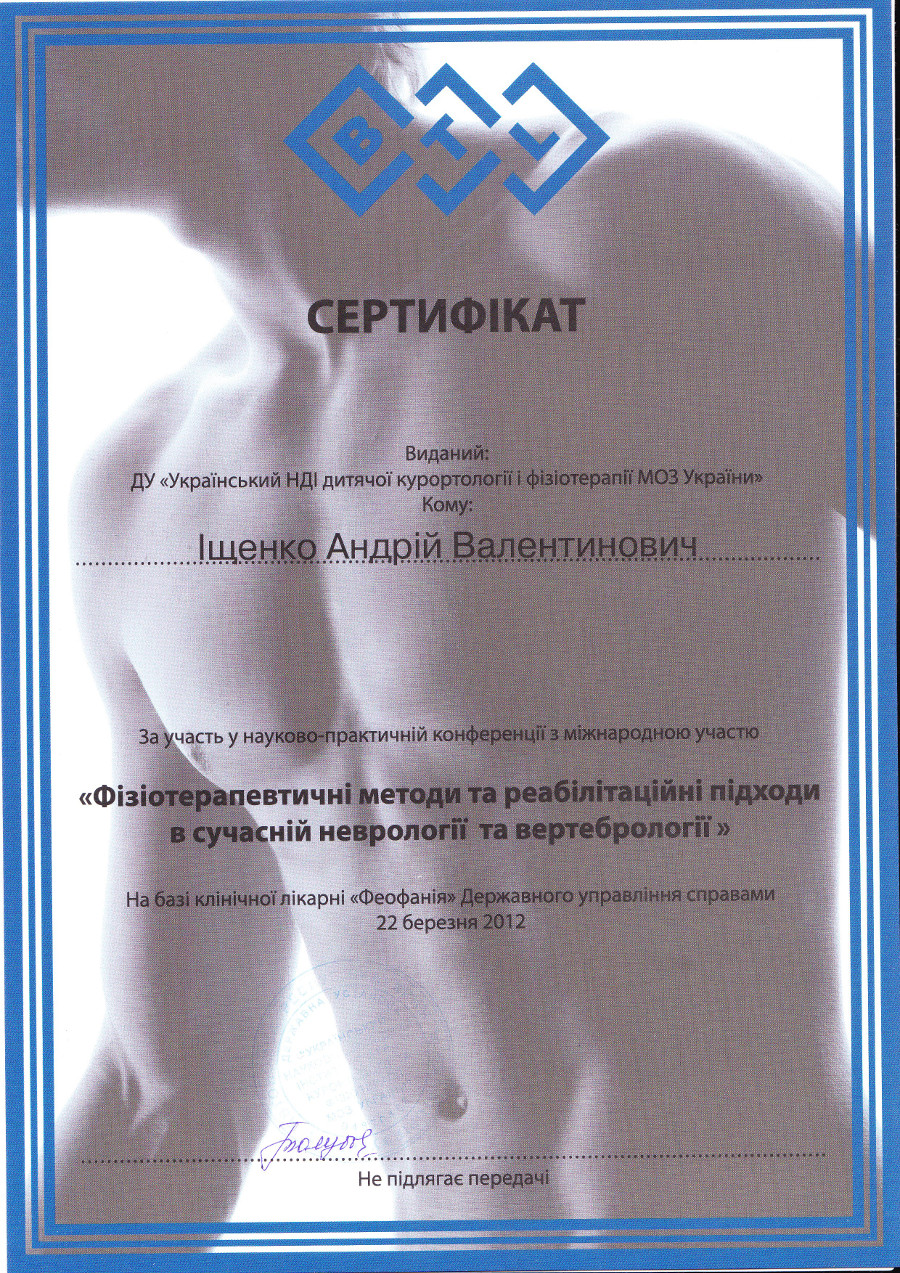 BTL
СЕРТИФІКАТ
Виданий:
ДУ «Український НДІ дитячої курортології і фізіотерапії МОЗ України»
Кому:
Іщенко Андрій Валентинович
За участь у науково-практичній конференції з міжнародною участю
«Фізіотерапевтичні методи та реабілітаційні підходи
в сучасній неврології та вертебрології »
На базі клінічної лікарні «Феофанія» Державного управління справами
22 березня 2012
Не підлягає передачі